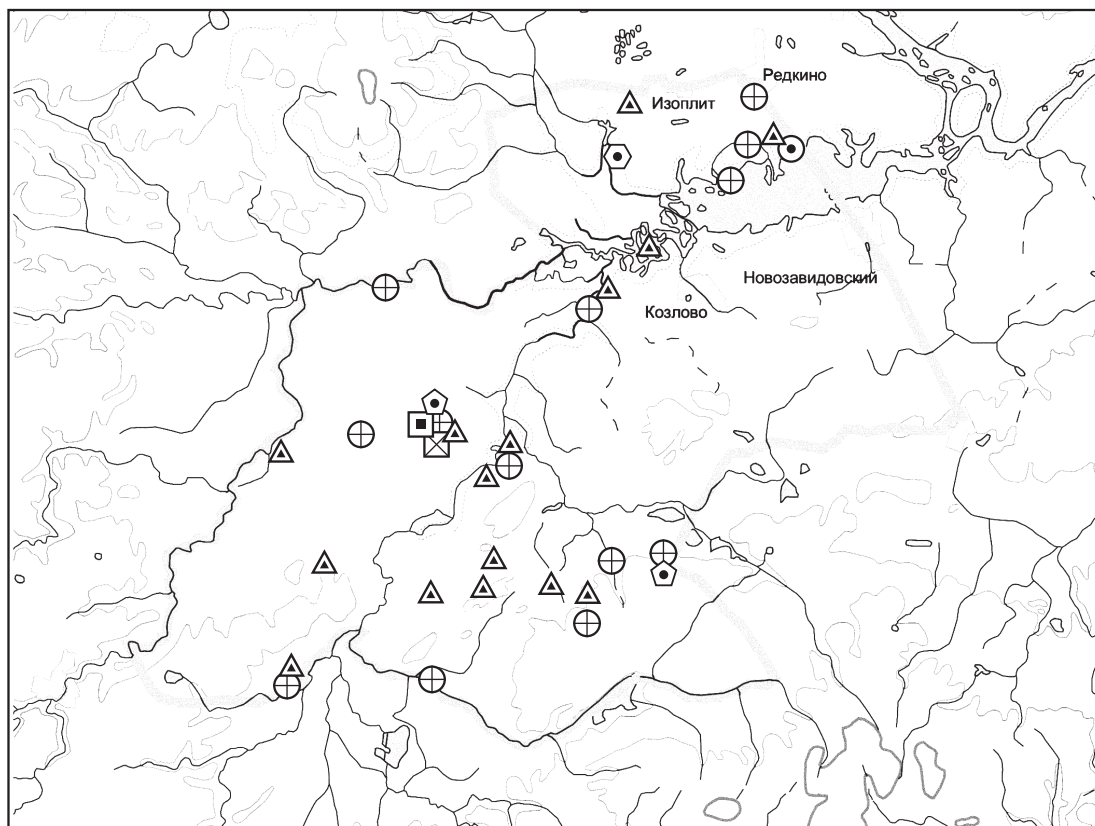 Редкино
Изоплит
Новозавидовский
Козлово